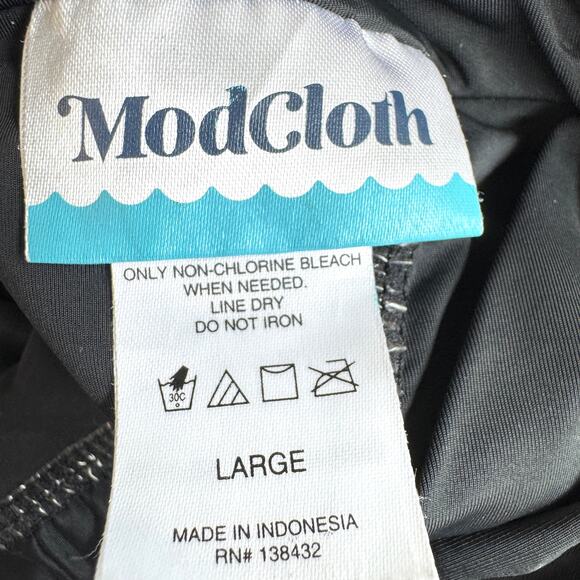 ModCloth
ONLY NON-CHLORINE BLEACH
WHEN NEEDED.
LINE DRY
DO NOT IRON
30C
LARGE
MADE IN INDONESIA
RN# 138432